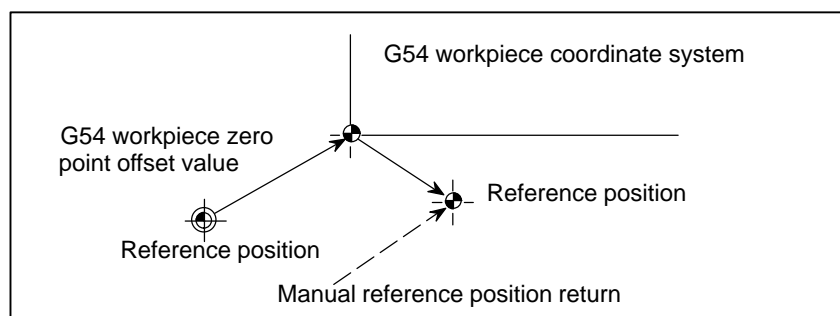 G54 workpiece coordinate system
G54 workpiece zero
point offset value
Reference position
Reference position
Manual reference position return